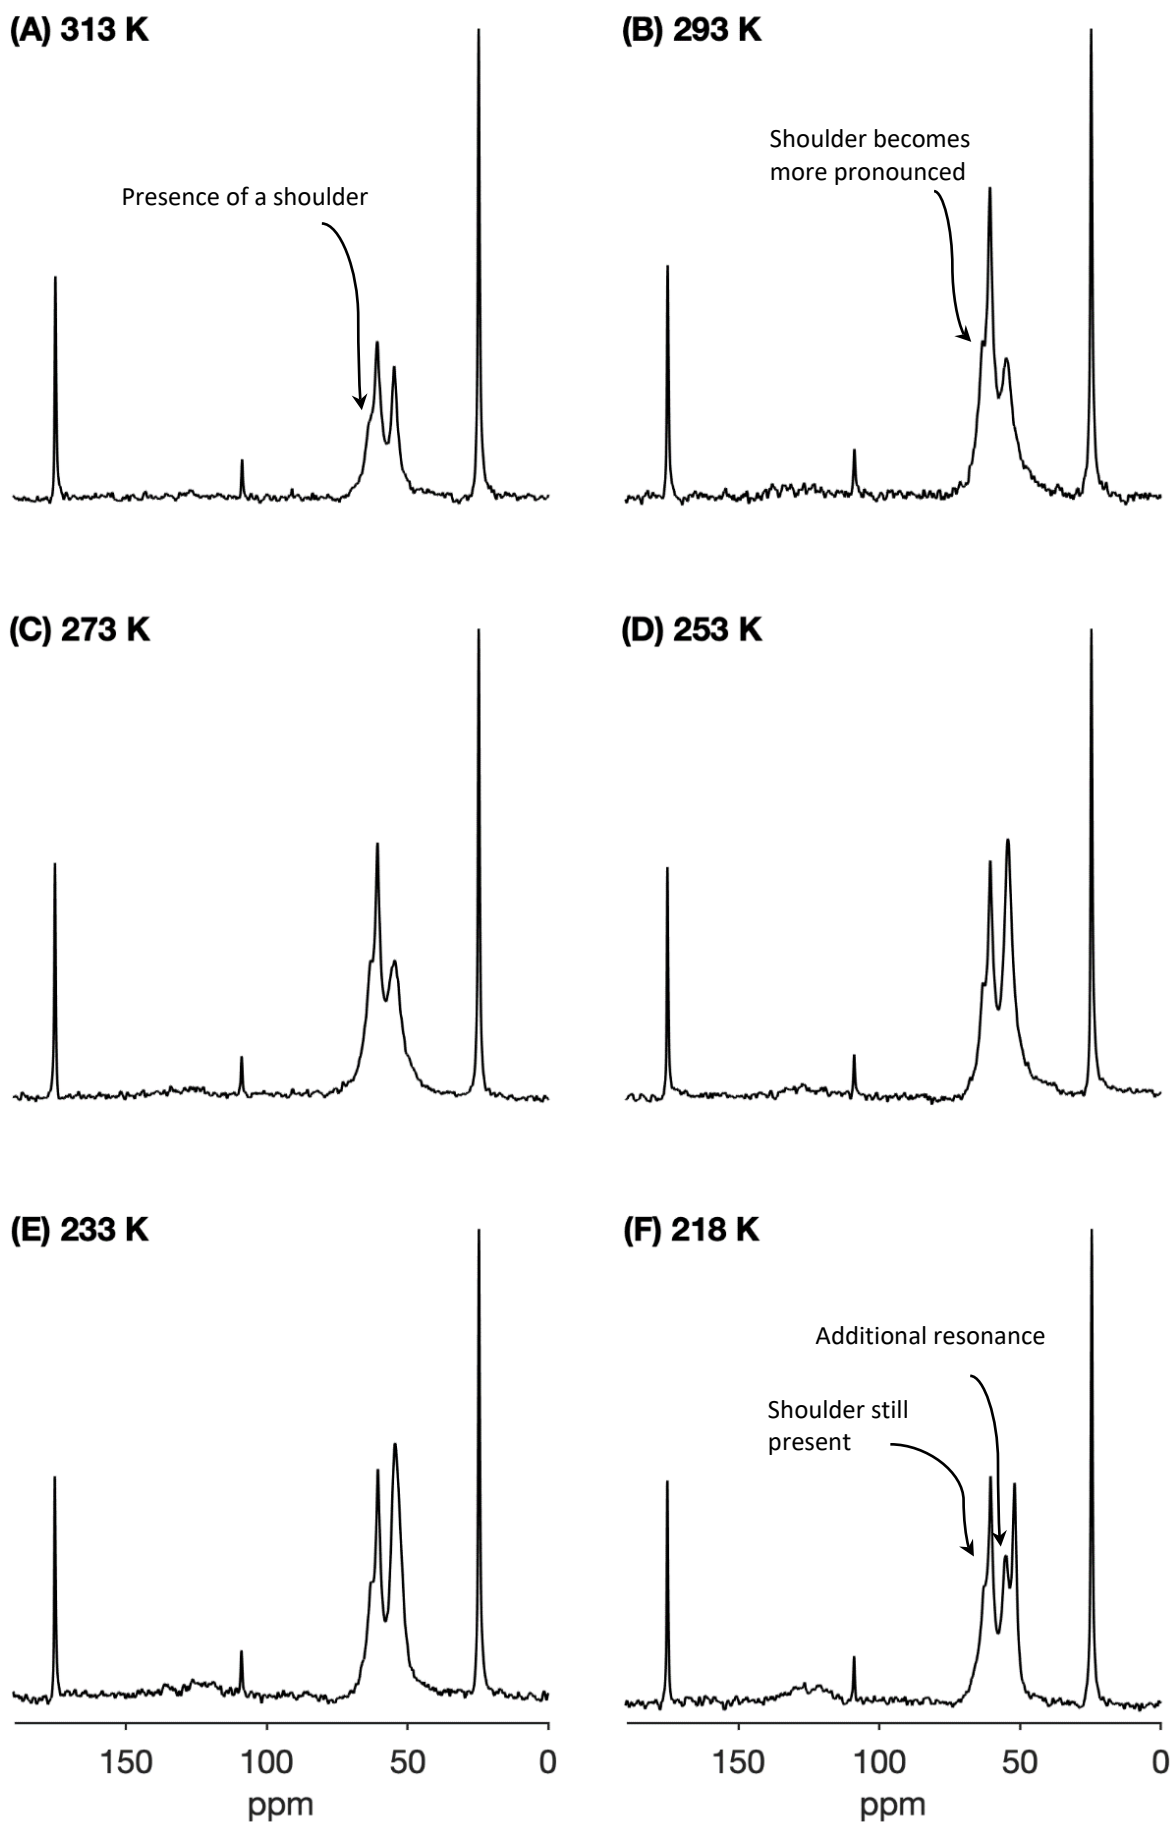 (A) 313 K
(B) 293 K
Presence of a shoulder
Shoulder becomes
more pronounced
(C) 273 K
(D) 253 K
(E) 233 K
(F) 218 K
Additional resonance
Shoulder still
present
150 100 50 0
ppm
150 100 50 0
ppm